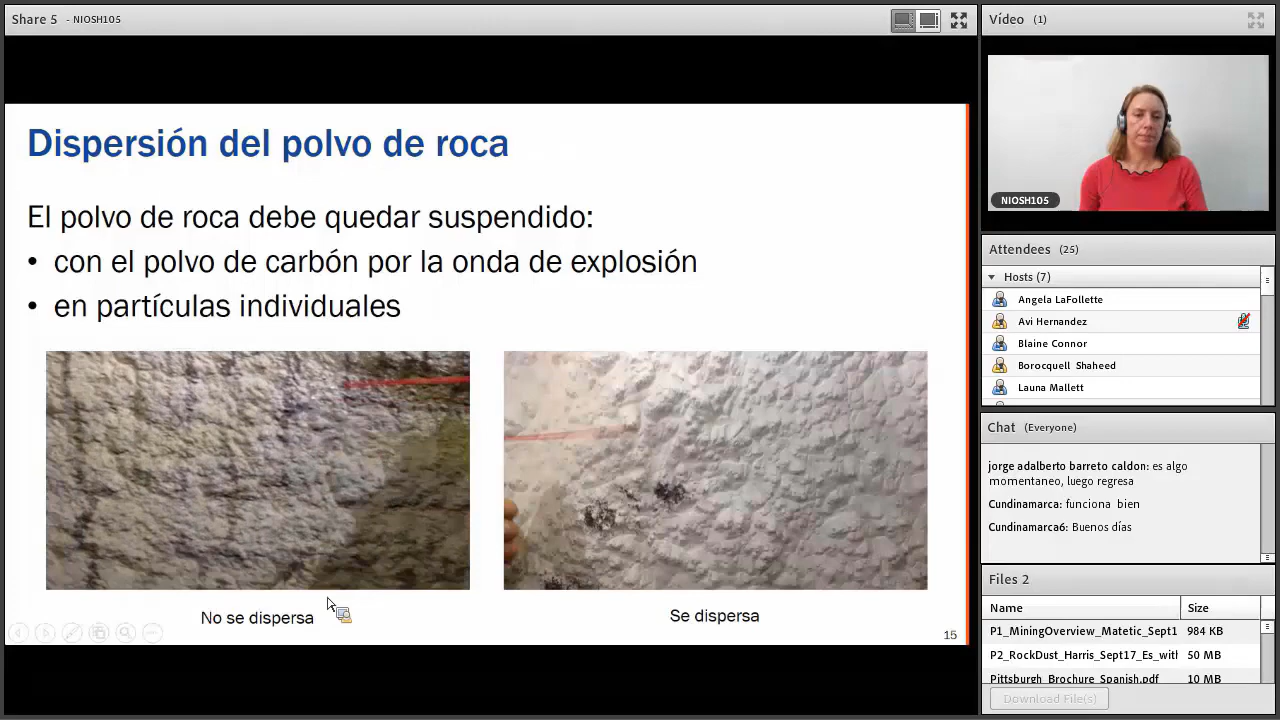 Share 5 - NIOSH105
Dispersión del polvo de roca
El polvo de roca debe quedar suspendido:
• con el polvo de carbón por la onda de explosión
• en partículas individuales
No se dispersa
Se dispersa
15
Vídeo (1)
NIOSH105
Attendees (25)
Hosts (7)
Angela LaFollette
Avi Hernandez
Blaine Connor
Borocquell Shaheed
Launa Mallett
Chat (Everyone)
jorge adalberto barreto caldon: es algo
momentaneo, luego regresa
Cundinamarca: funciona bien
Cundinamarca6: Buenos días
Files 2
Name Size
P1_MiningOverview_Matetic_Sept1 984 KB
P2_RockDust_Harris_Sept17_Es_with 50 MB
Pittsburgh_Brochure_Spanish.pdf 10 MB
Download File(s)